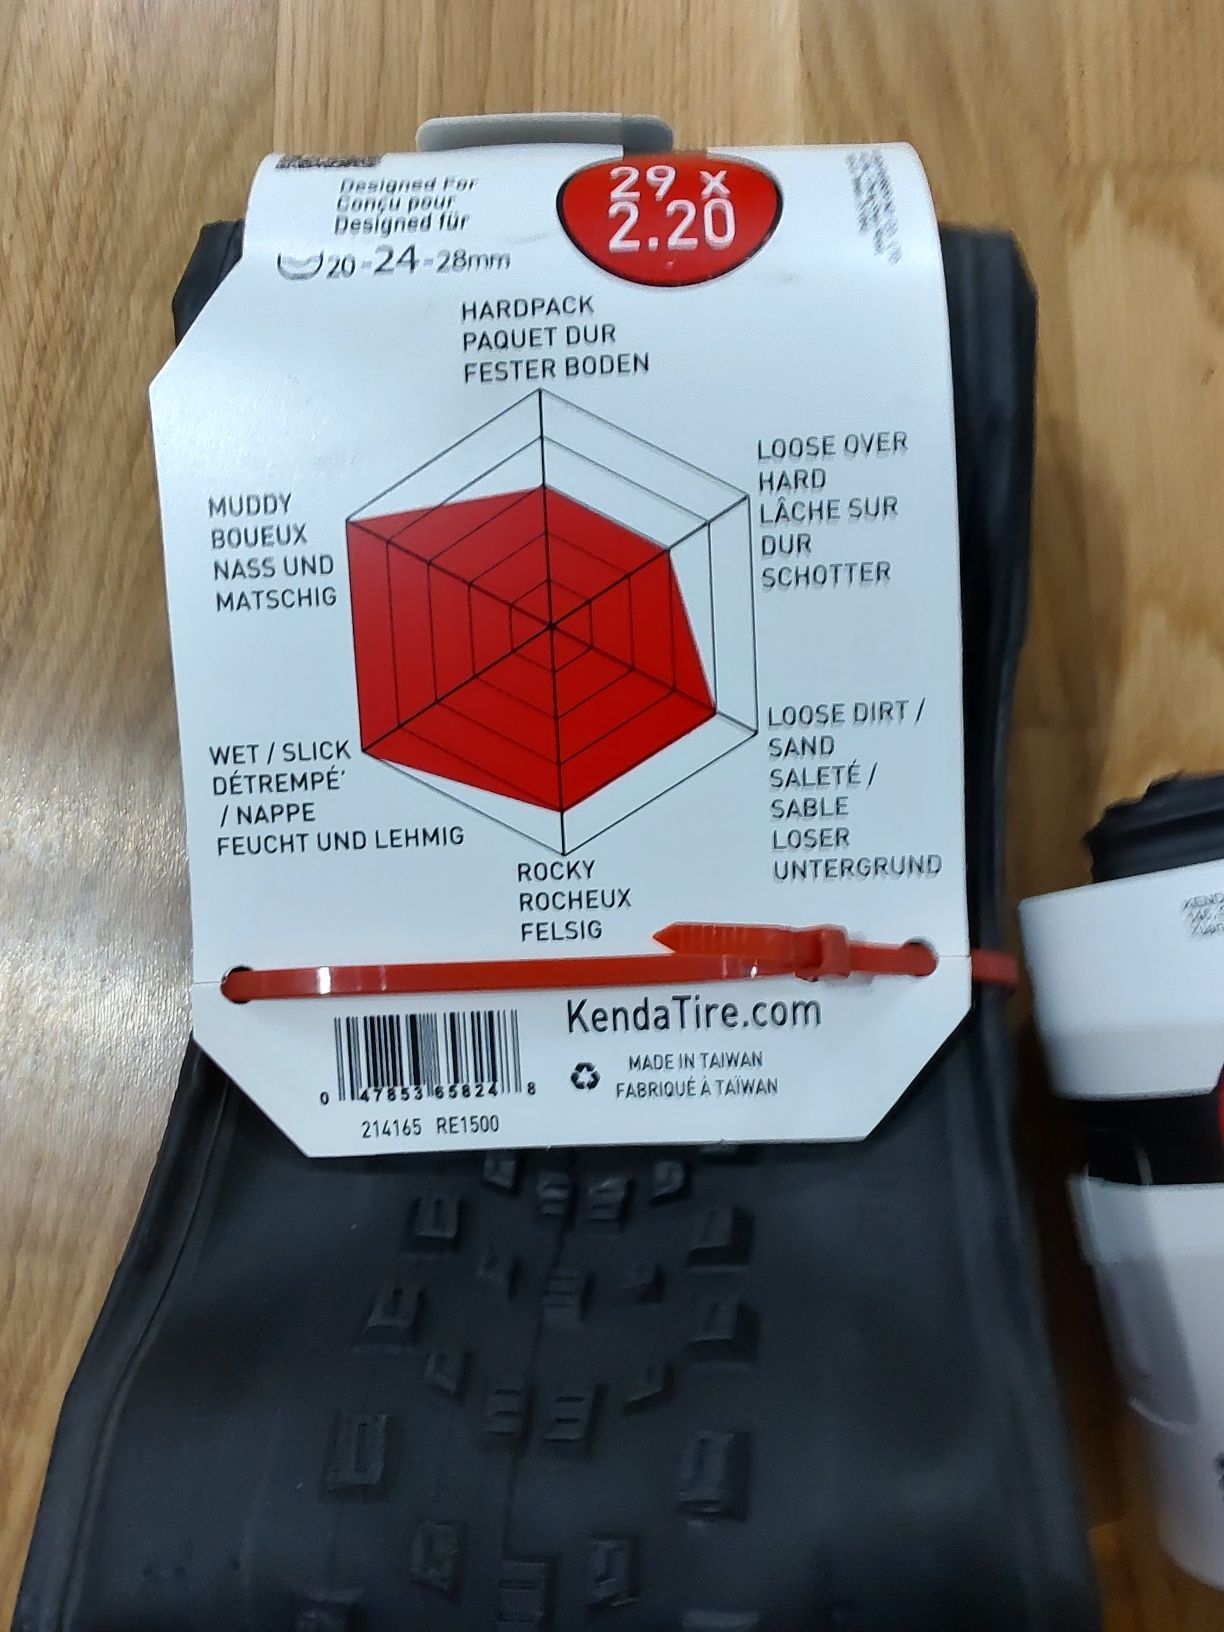 Designed For
Conçu pour
Designed für
20-24-28mm
29 x
2.20
HARDPACK
PAQUET DUR
FESTER BODEN
LOOSE OVER
HARD
LÂCHE SUR
DUR
SCHOTTER
MUDDY
BOUEUX
NASS UND
MATSCHIG
LOOSE DIRT /
SAND
SALETÉ /
SABLE
LOSER
UNTERGRUND
WET / SLICK
DÉTREMPÉ'
/ NAPPE
FEUCHT UND LEHMIG
ROCKY
ROCHEUX
FELSIG
KendaTire.com
MADE IN TAIWAN
FABRIQUÉ À TAÏWAN
0 47853 65824 8
214165 RE1500